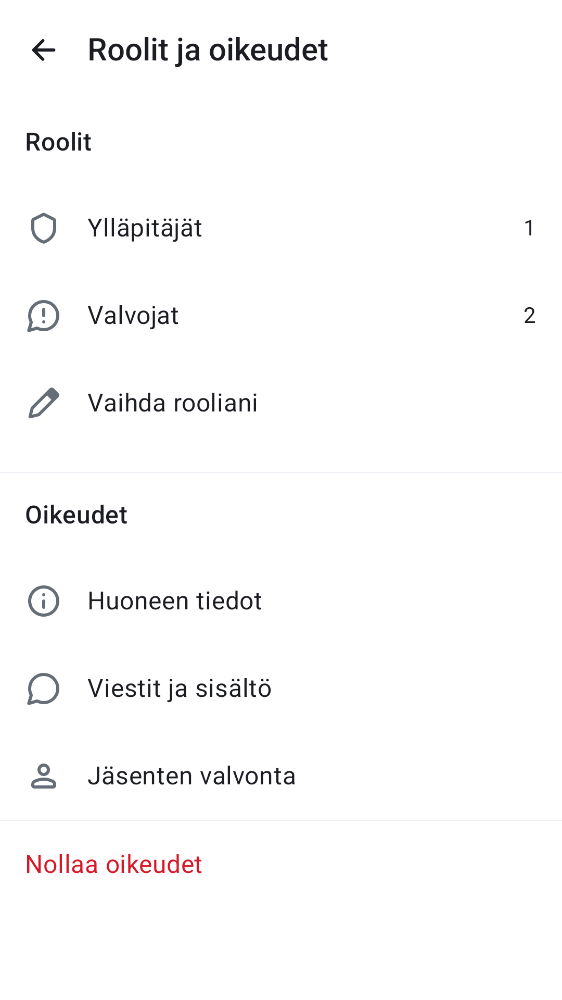 Roolit ja oikeudet
Roolit
Ylläpitäjät 1
Valvojat 2
Vaihda rooliani
Oikeudet
Huoneen tiedot
Viestit ja sisältö
Jäsenten valvonta
Nollaa oikeudet